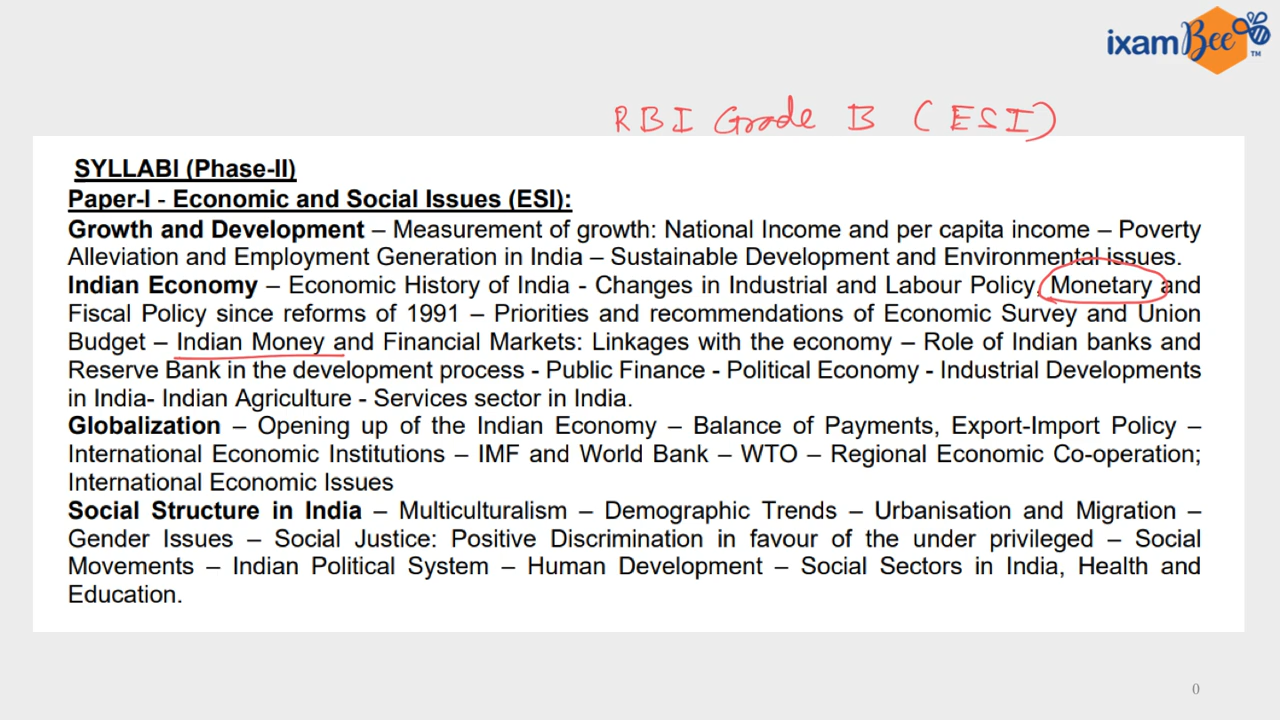 ixamBee
TM
RBI Grade B (ESI)
SYLLABI (Phase-II)
Paper-I - Economic and Social Issues (ESI):
Growth and Development – Measurement of growth: National Income and per capita income – Poverty
Alleviation and Employment Generation in India – Sustainable Development and Environmental issues.
Indian Economy – Economic History of India - Changes in Industrial and Labour Policy, Monetary and
Fiscal Policy since reforms of 1991 – Priorities and recommendations of Economic Survey and Union
Budget – Indian Money and Financial Markets: Linkages with the economy – Role of Indian banks and
Reserve Bank in the development process - Public Finance - Political Economy - Industrial Developments
in India- Indian Agriculture - Services sector in India.
Globalization – Opening up of the Indian Economy – Balance of Payments, Export-Import Policy –
International Economic Institutions – IMF and World Bank – WTO – Regional Economic Co-operation;
International Economic Issues
Social Structure in India – Multiculturalism – Demographic Trends – Urbanisation and Migration –
Gender Issues – Social Justice: Positive Discrimination in favour of the under privileged – Social
Movements – Indian Political System – Human Development – Social Sectors in India, Health and
Education.
0